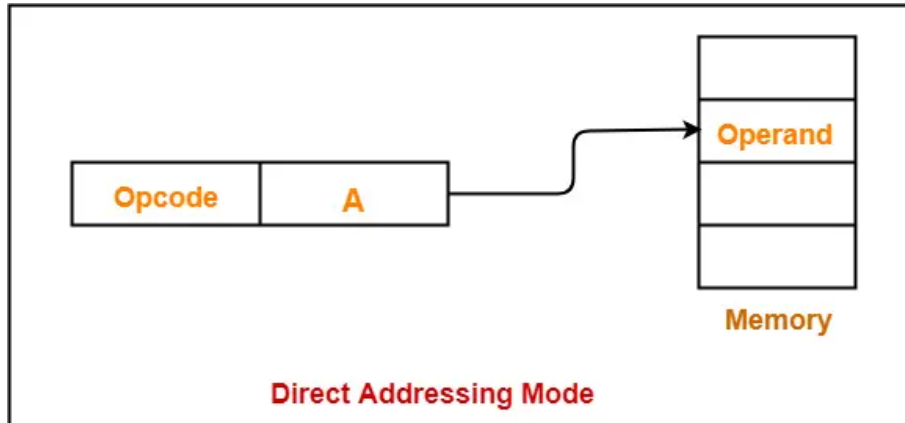 Operand
Opcode A
Memory
Direct Addressing Mode